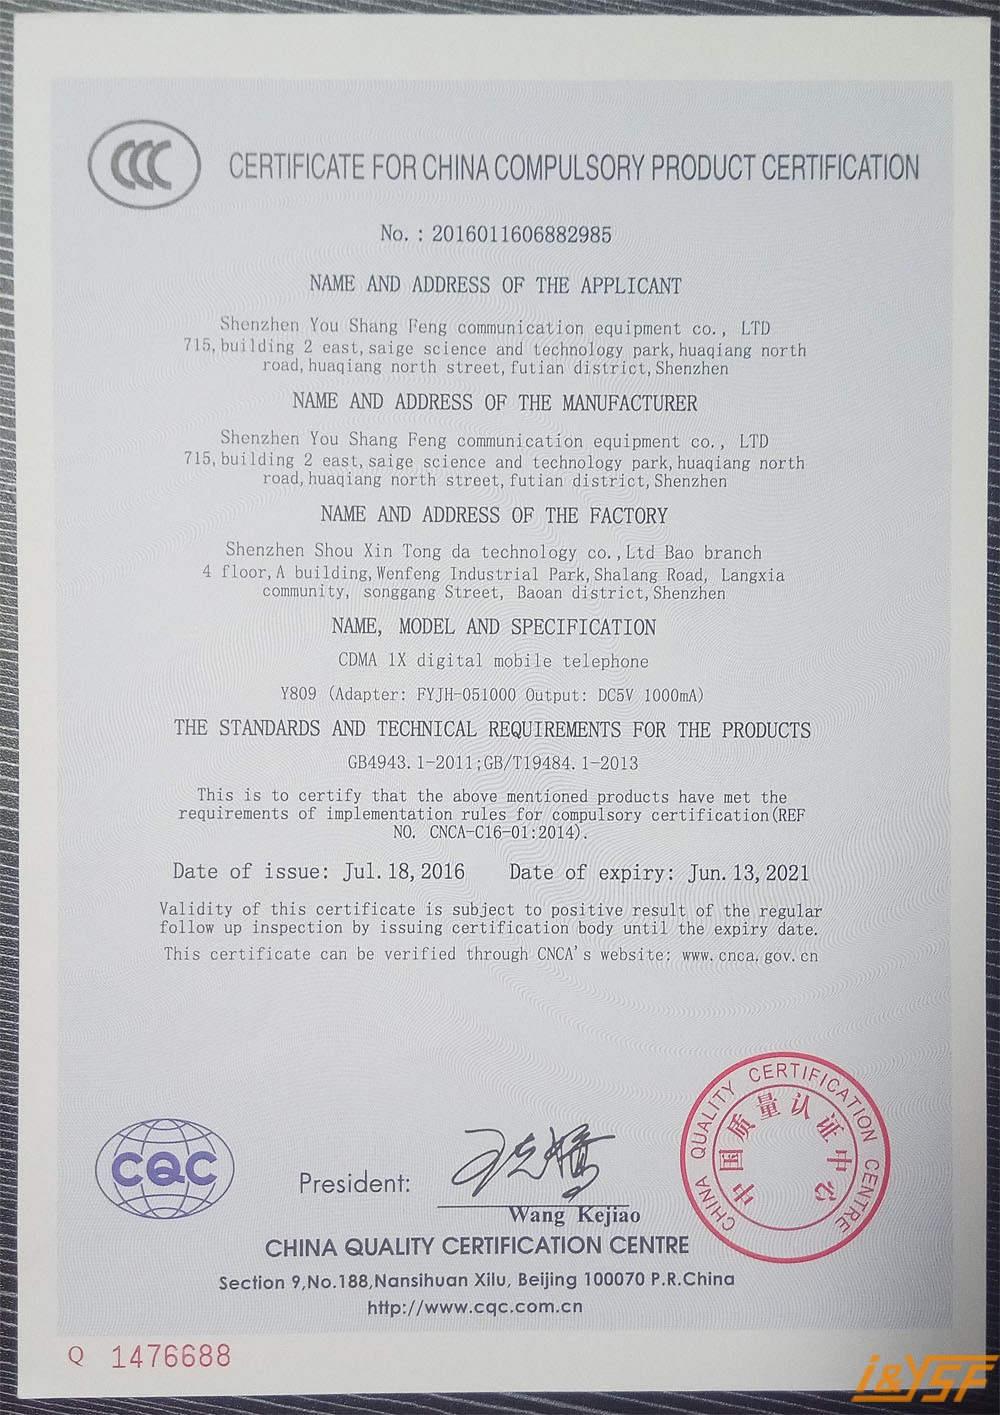 CCC
CERTIFICATE FOR CHINA COMPULSORY PRODUCT CERTIFICATION
No. : 2016011606882985
NAME AND ADDRESS OF THE APPLICANT
Shenzhen You Shang Feng communication equipment co., LTD
715, building 2 east, saige science and technology park, huaqiang north
road, huaqiang north street, futian district, Shenzhen
NAME AND ADDRESS OF THE MANUFACTURER
Shenzhen You Shang Feng communication equipment co., LTD
715, building 2 east, saige science and technology park, huaqiang north
road, huaqiang north street, futian district, Shenzhen
NAME AND ADDRESS OF THE FACTORY
Shenzhen Shou Xin Tong da technology co., Ltd Bao branch
4 floor, A building, Wenfeng Industrial Park, Shalang Road, Langxia
community, songgang Street, Baoan district, Shenzhen
NAME, MODEL AND SPECIFICATION
CDMA 1X digital mobile telephone
Y809 (Adapter: FYJH-051000 Output: DC5V 1000mA)
THE STANDARDS AND TECHNICAL REQUIREMENTS FOR THE PRODUCTS
GB4943.1-2011;GB/T19484.1-2013
This is to certify that the above mentioned products have met the
requirements of implementation rules for compulsory certification(REF
NO. CNCA-C16-01:2014).
Date of issue: Jul. 18, 2016 Date of expiry: Jun. 13, 2021
Validity of this certificate is subject to positive result of the regular
follow up inspection by issuing certification body until the expiry date.
This certificate can be verified through CNCA's website: www.cnca.gov.cn
CHINA QUALITY CERTIFICATION CENTRE
中国质量认证中心
CQC
President:
Wang Kejiao
CHINA QUALITY CERTIFICATION CENTRE
Section 9,No.188,Nansihuan Xilu, Beijing 100070 P.R.China
http://www.cqc.com.cn
Q 1476688
i&YSF